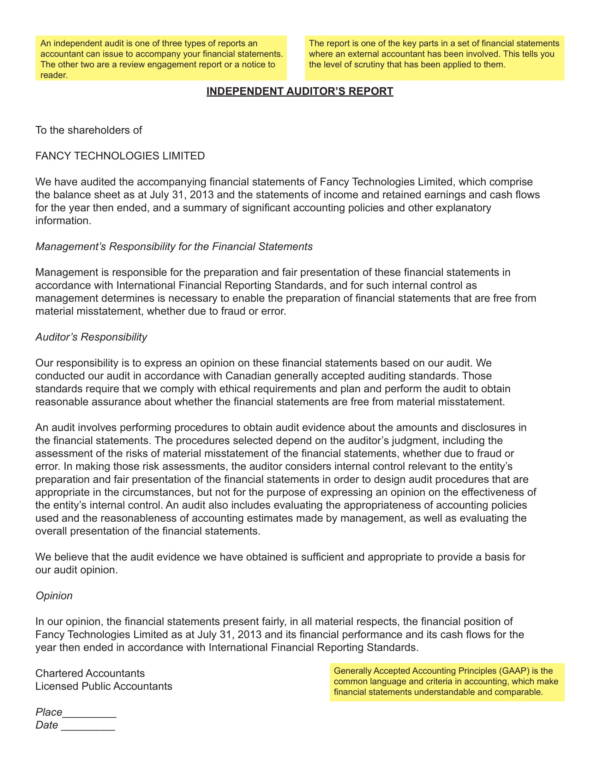 An independent audit is one of three types of reports an
accountant can issue to accompany your financial statements.
The other two are a review engagement report or a notice to
reader.
The report is one of the key parts in a set of financial statements
where an external accountant has been involved. This tells you
the level of scrutiny that has been applied to them.
INDEPENDENT AUDITOR'S REPORT
To the shareholders of
FANCY TECHNOLOGIES LIMITED
We have audited the accompanying financial statements of Fancy Technologies Limited, which comprise
the balance sheet as at July 31, 2013 and the statements of income and retained earnings and cash flows
for the year then ended, and a summary of significant accounting policies and other explanatory
information.
Management's Responsibility for the Financial Statements
Management is responsible for the preparation and fair presentation of these financial statements in
accordance with International Financial Reporting Standards, and for such internal control as
management determines is necessary to enable the preparation of financial statements that are free from
material misstatement, whether due to fraud or error.
Auditor's Responsibility
Our responsibility is to express an opinion on these financial statements based on our audit. We
conducted our audit in accordance with Canadian generally accepted auditing standards. Those
standards require that we comply with ethical requirements and plan and perform the audit to obtain
reasonable assurance about whether the financial statements are free from material misstatement.
An audit involves performing procedures to obtain audit evidence about the amounts and disclosures in
the financial statements. The procedures selected depend on the auditor's judgment, including the
assessment of the risks of material misstatement of the financial statements, whether due to fraud or
error. In making those risk assessments, the auditor considers internal control relevant to the entity's
preparation and fair presentation of the financial statements in order to design audit procedures that are
appropriate in the circumstances, but not for the purpose of expressing an opinion on the effectiveness of
the entity's internal control. An audit also includes evaluating the appropriateness of accounting policies
used and the reasonableness of accounting estimates made by management, as well as evaluating the
overall presentation of the financial statements.
We believe that the audit evidence we have obtained is sufficient and appropriate to provide a basis for
our audit opinion.
Opinion
In our opinion, the financial statements present fairly, in all material respects, the financial position of
Fancy Technologies Limited as at July 31, 2013 and its financial performance and its cash flows for the
year then ended in accordance with International Financial Reporting Standards.
Chartered Accountants
Licensed Public Accountants
Generally Accepted Accounting Principles (GAAP) is the
common language and criteria in accounting, which make
financial statements understandable and comparable.
Place_________
Date _________